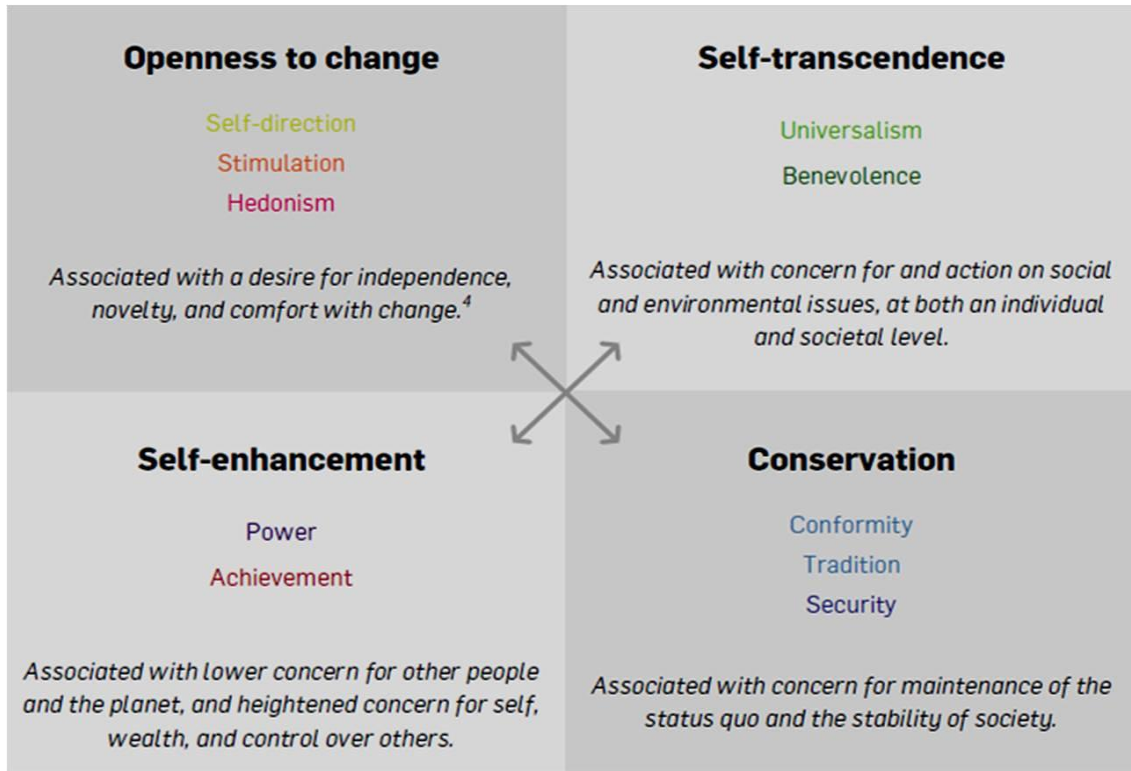 Openness to change
Self-direction
Stimulation
Hedonism
Associated with a desire for independence,
novelty, and comfort with change.4
Self-transcendence
Universalism
Benevolence
Associated with concern for and action on social
and environmental issues, at both an individual
and societal level.
Self-enhancement
Power
Achievement
Associated with lower concern for other people
and the planet, and heightened concern for self,
wealth, and control over others.
Conservation
Conformity
Tradition
Security
Associated with concern for maintenance of the
status quo and the stability of society.